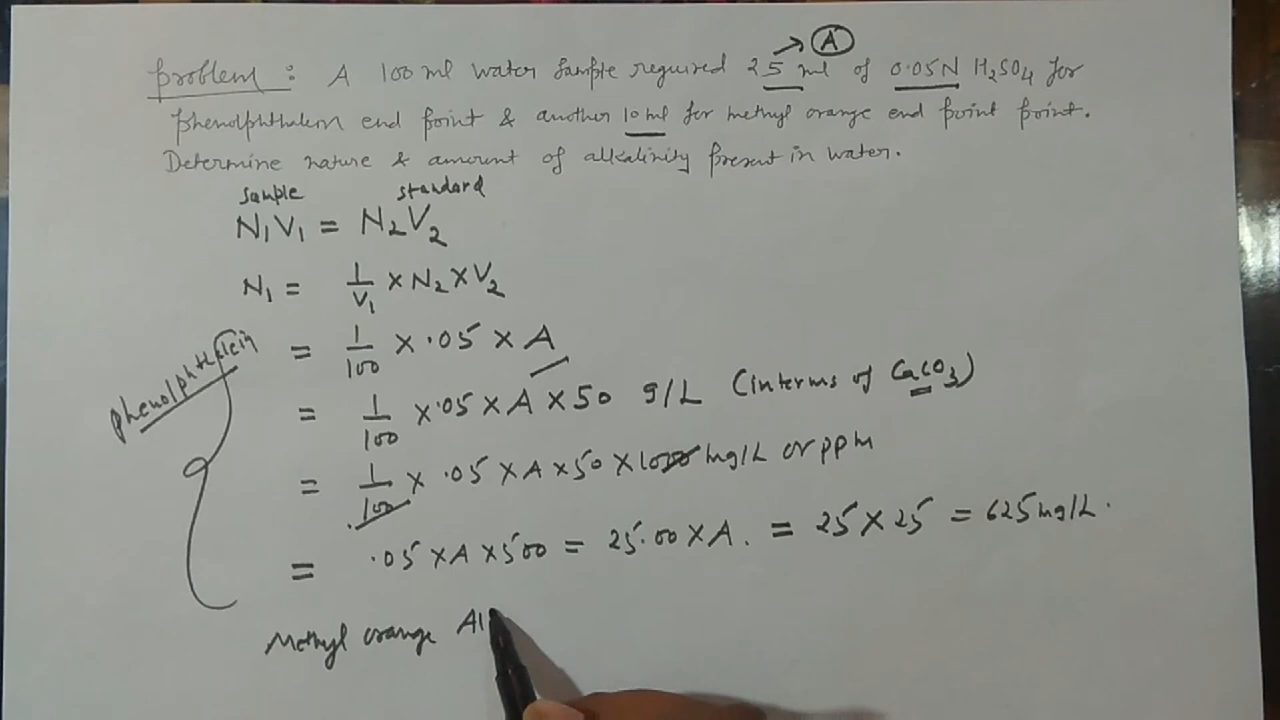 Problem : A 100 ml water sample required 25 ml of 0.05N H2SO4 for
→ A
phenolphthalein end point & another 10 ml for methyl orange end point point.
Determine nature & amount of alkalinity present in water.
sample standard
N1V1 = N2V2
N1 = 1/V1 × N2 × V2
phenolphthalein
= 1/100 × .05 × A
= 1/100 × .05 × A × 50 g/L (interms of CaCO3)
= 1/100 × .05 × A × 50 × 1000 mg/L or ppm
= .05 × A × 500 = 25.00 × A. = 25 × 25 = 625 mg/L.
Methyl orange Al